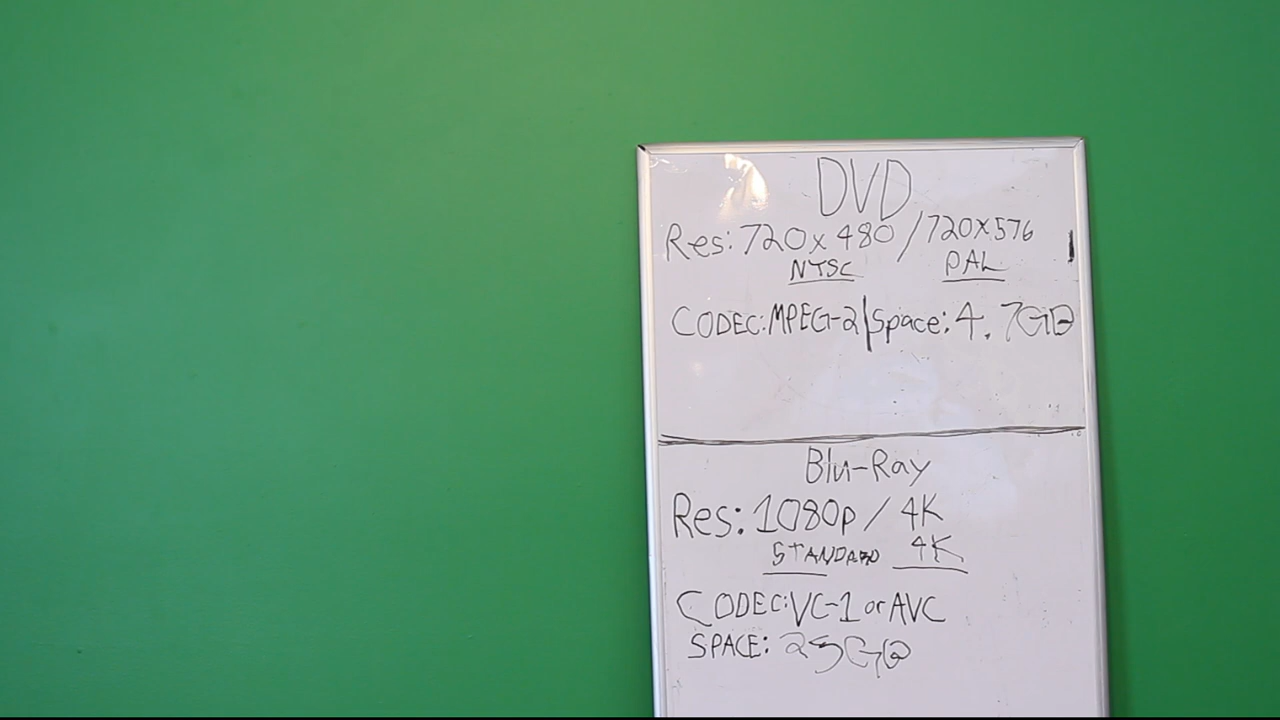 DVD
Res: 720x480 / 720x576
NTSC PAL
CODEC: MPEG-2 | Space: 4.7GB
Blu-Ray
Res: 1080p / 4K
STANDARD 4K
CODEC: VC-1 or AVC
SPACE: 25GB